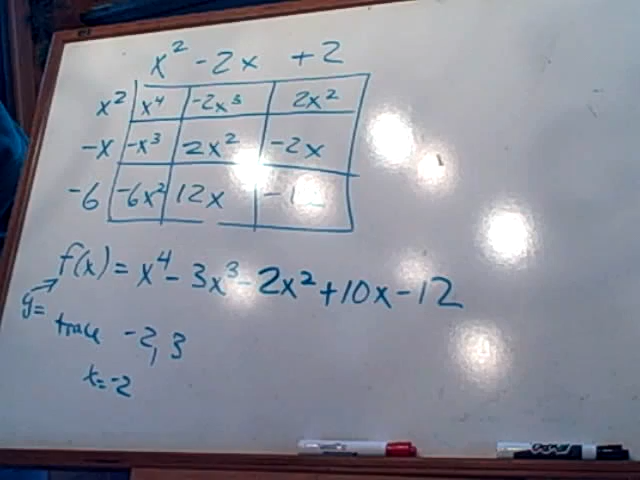 x² -2x +2
x² x⁴ -2x³ 2x²
-x -x³ 2x² -2x
-6 -6x² 12x
f(x) = x⁴ - 3x³ - 2x² + 10x - 12
y=
trace -2, 3
x=-2